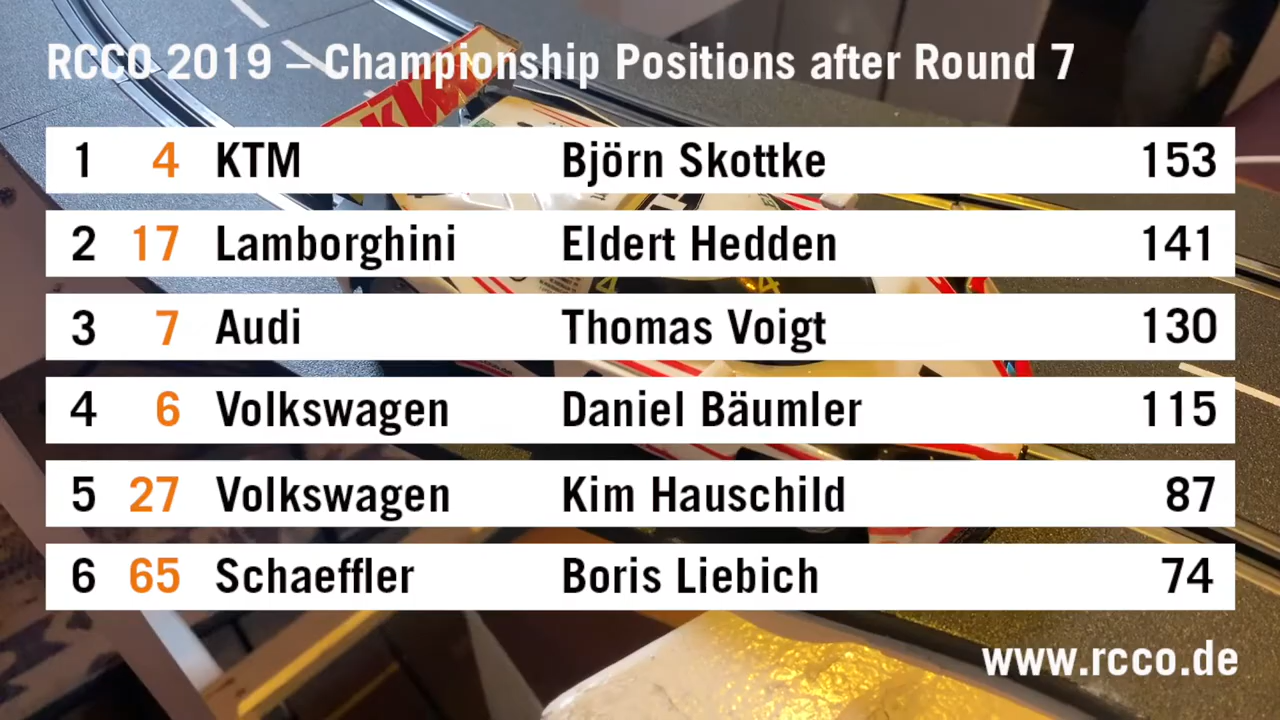 RCCO 2019 – Championship Positions after Round 7
1 4 KTM Björn Skottke 153
2 17 Lamborghini Eldert Hedden 141
3 7 Audi Thomas Voigt 130
4 6 Volkswagen Daniel Bäumler 115
5 27 Volkswagen Kim Hauschild 87
6 65 Schaeffler Boris Liebich 74
www.rcco.de